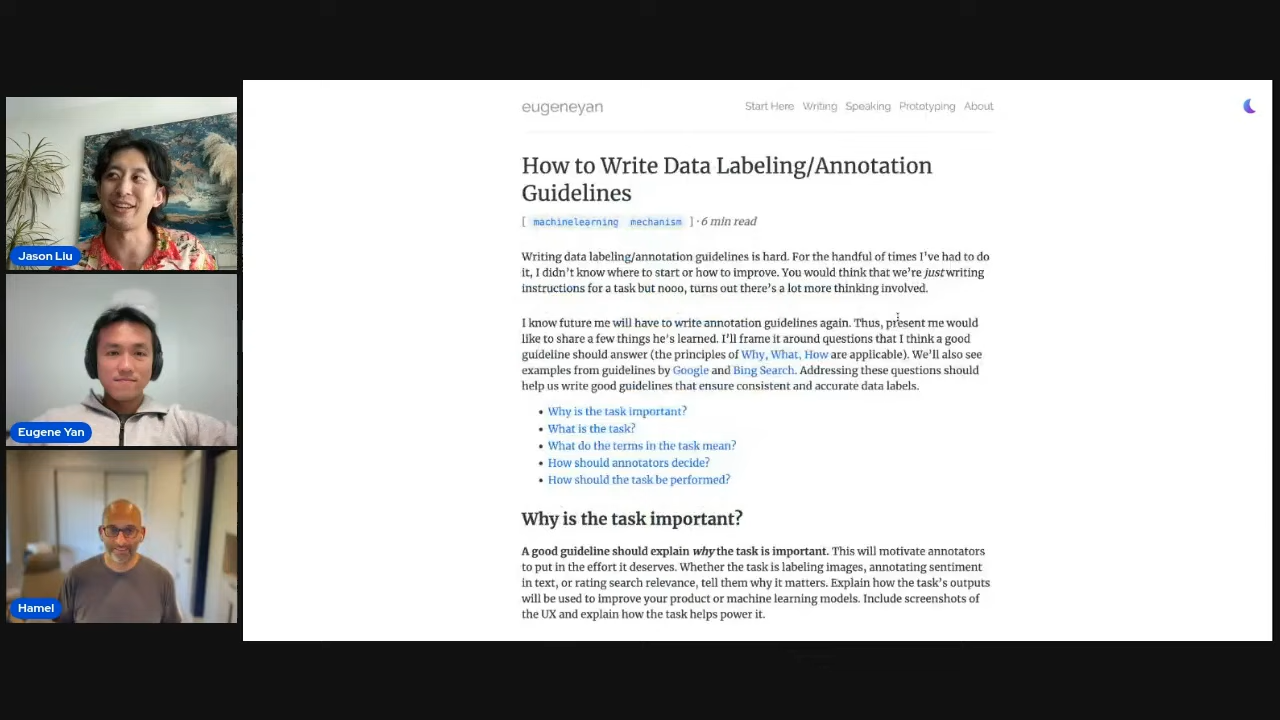 Jason Liu
Eugene Yan
Hamel
eugeneyan
Start Here Writing Speaking Prototyping About
How to Write Data Labeling/Annotation
Guidelines
[ machinelearning mechanism ] · 6 min read
Writing data labeling/annotation guidelines is hard. For the handful of times I've had to do
it, I didn't know where to start or how to improve. You would think that we're just writing
instructions for a task but nooo, turns out there's a lot more thinking involved.
I know future me will have to write annotation guidelines again. Thus, present me would
like to share a few things he's learned. I'll frame it around questions that I think a good
guideline should answer (the principles of Why, What, How are applicable). We'll also see
examples from guidelines by Google and Bing Search. Addressing these questions should
help us write good guidelines that ensure consistent and accurate data labels.
• Why is the task important?
• What is the task?
• What do the terms in the task mean?
• How should annotators decide?
• How should the task be performed?
Why is the task important?
A good guideline should explain why the task is important. This will motivate annotators
to put in the effort it deserves. Whether the task is labeling images, annotating sentiment
in text, or rating search relevance, tell them why it matters. Explain how the task's outputs
will be used to improve your product or machine learning models. Include screenshots of
the UX and explain how the task helps power it.